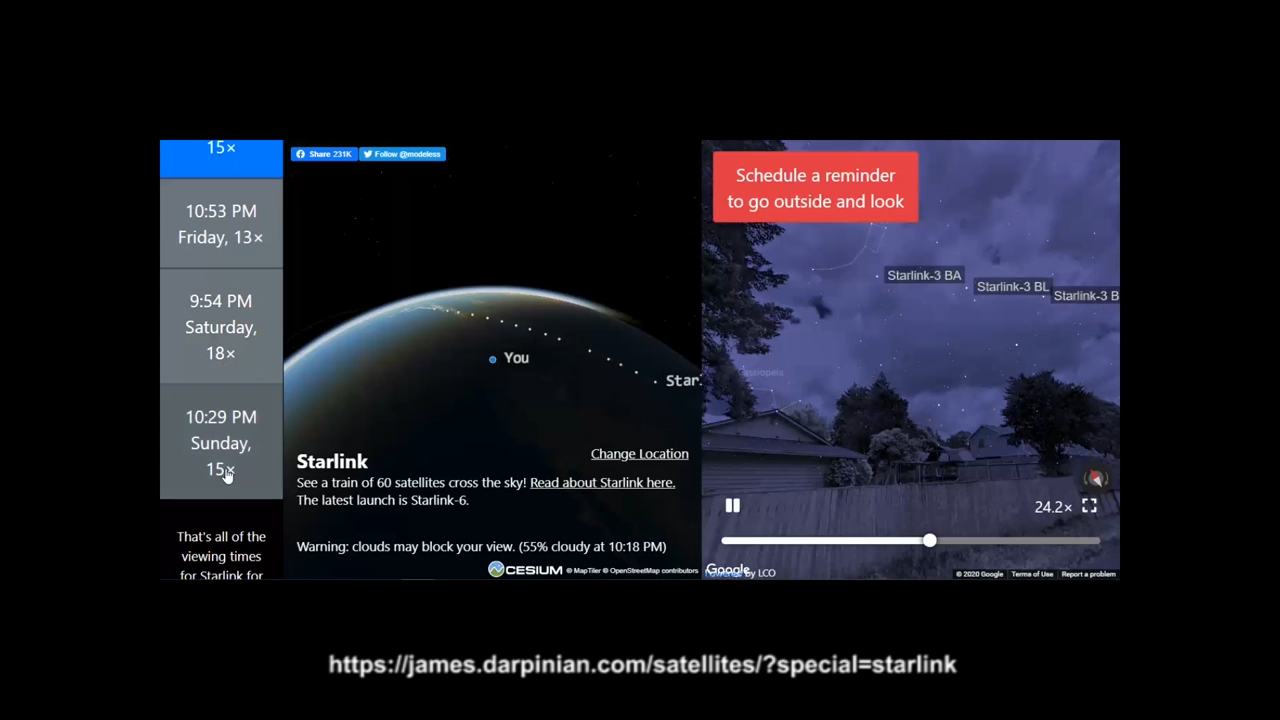 15×
10:53 PM
Friday, 13×
9:54 PM
Saturday,
18×
10:29 PM
Sunday,
15×
That's all of the
viewing times
for Starlink for
Share 231K
Follow @modeless
You
Star
Starlink
Change Location
See a train of 60 satellites cross the sky! Read about Starlink here.
The latest launch is Starlink-6.
Warning: clouds may block your view. (55% cloudy at 10:18 PM)
CESIUM © MapTiler © OpenStreetMap contributors
Schedule a reminder
to go outside and look
Starlink-3 BA
Starlink-3 BL
Starlink-3 B
Cassiopeia
24.2×
Google
Powered By LCO
© 2020 Google Terms of Use Report a problem
https://james.darpinian.com/satellites/?special=starlink